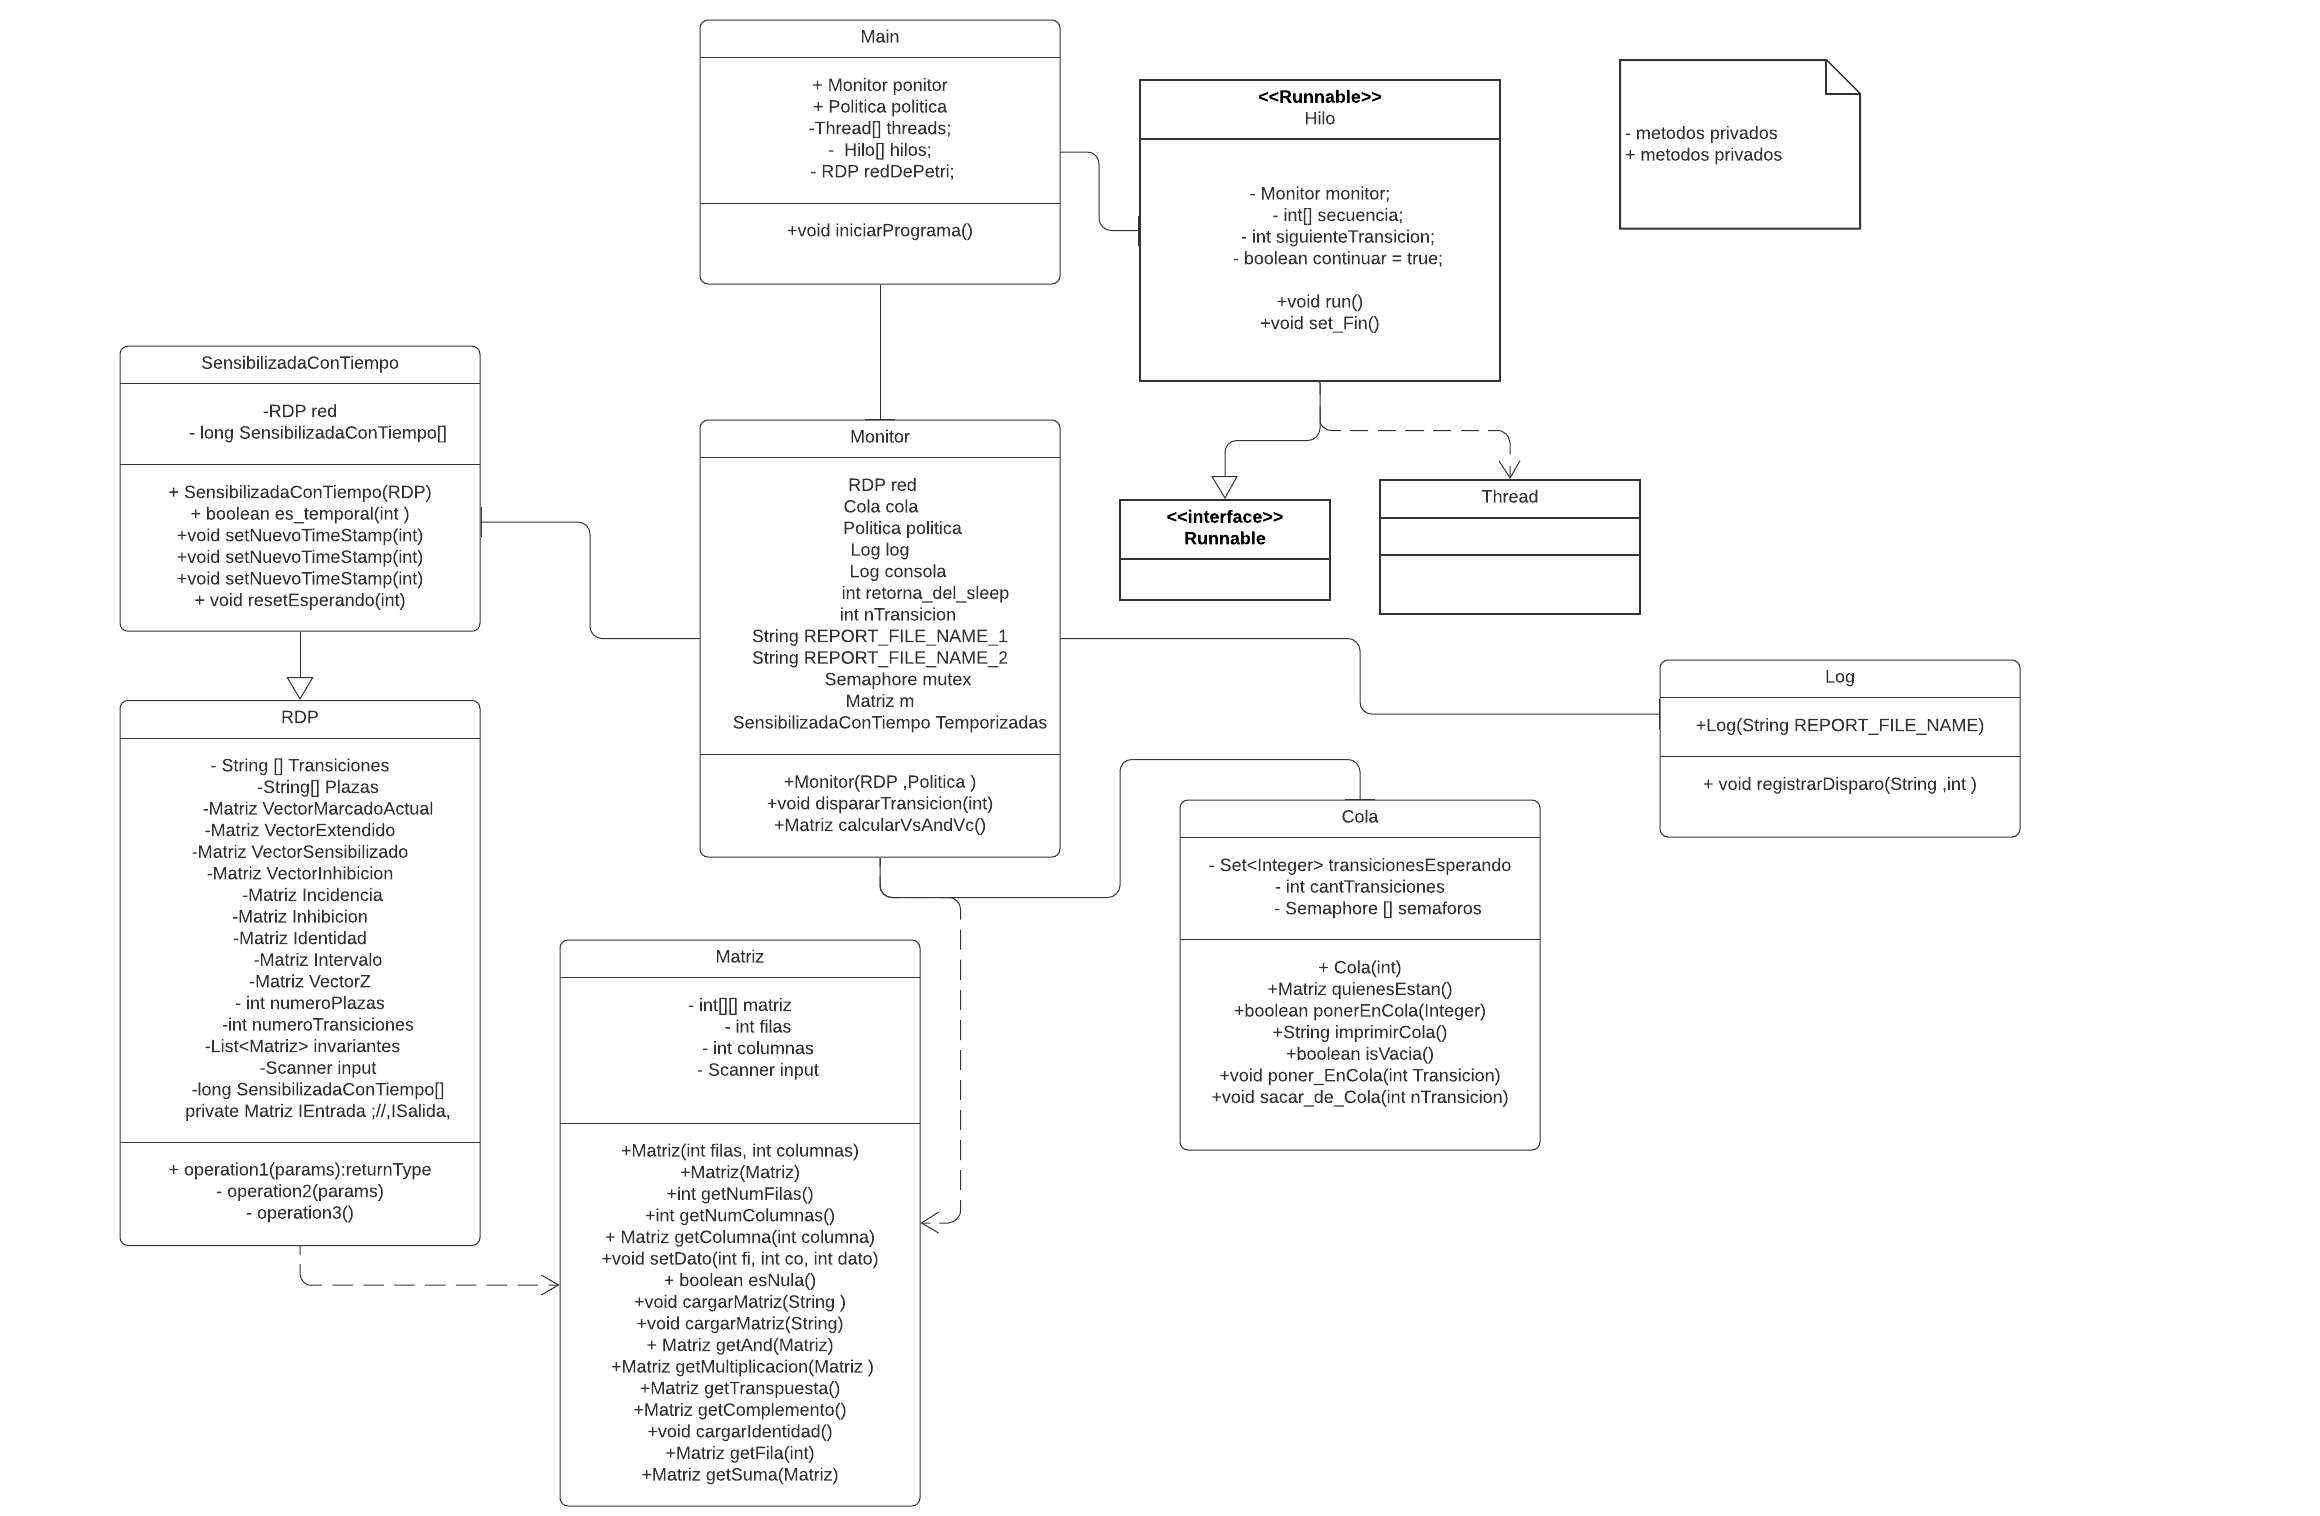 Main
+ Monitor ponitor
+ Politica politica
-Thread[] threads;
-  Hilo[] hilos;
- RDP redDePetri;
+void iniciarPrograma()
<<Runnable>>
Hilo
- Monitor monitor;
- int[] secuencia;
- int siguienteTransicion;
- boolean continuar = true;
+void run()
+void set_Fin()
- metodos privados
+ metodos privados
SensibilizadaConTiempo
-RDP red
- long SensibilizadaConTiempo[]
+ SensibilizadaConTiempo(RDP)
+ boolean es_temporal(int )
+void setNuevoTimeStamp(int)
+void setNuevoTimeStamp(int)
+void setNuevoTimeStamp(int)
+ void resetEsperando(int)
Monitor
RDP red
Cola cola
Politica politica
Log log
Log consola
int retorna_del_sleep
int nTransicion
String REPORT_FILE_NAME_1
String REPORT_FILE_NAME_2
Semaphore mutex
Matriz m
SensibilizadaConTiempo Temporizadas
+Monitor(RDP ,Politica )
+void dispararTransicion(int)
+Matriz calcularVsAndVc()
<<interface>>
Runnable
Thread
Log
+Log(String REPORT_FILE_NAME)
+ void registrarDisparo(String ,int )
RDP
- String [] Transiciones
-String[] Plazas
-Matriz VectorMarcadoActual
-Matriz VectorExtendido
-Matriz VectorSensibilizado
-Matriz VectorInhibicion
-Matriz Incidencia
-Matriz Inhibicion
-Matriz Identidad
-Matriz Intervalo
-Matriz VectorZ
- int numeroPlazas
-int numeroTransiciones
-List<Matriz> invariantes
-Scanner input
-long SensibilizadaConTiempo[]
private Matriz IEntrada ;//,ISalida,
+ operation1(params):returnType
- operation2(params)
- operation3()
Cola
- Set<Integer> transicionesEsperando
- int cantTransiciones
- Semaphore [] semaforos
+ Cola(int)
+Matriz quienesEstan()
+boolean ponerEnCola(Integer)
+String imprimirCola()
+boolean isVacia()
+void poner_EnCola(int Transicion)
+void sacar_de_Cola(int nTransicion)
Matriz
- int[][] matriz
- int filas
- int columnas
- Scanner input
+Matriz(int filas, int columnas)
+Matriz(Matriz)
+int getNumFilas()
+int getNumColumnas()
+ Matriz getColumna(int columna)
+void setDato(int fi, int co, int dato)
+ boolean esNula()
+void cargarMatriz(String )
+void cargarMatriz(String)
+ Matriz getAnd(Matriz)
+Matriz getMultiplicacion(Matriz )
+Matriz getTranspuesta()
+Matriz getComplemento()
+void cargarIdentidad()
+Matriz getFila(int)
+Matriz getSuma(Matriz)